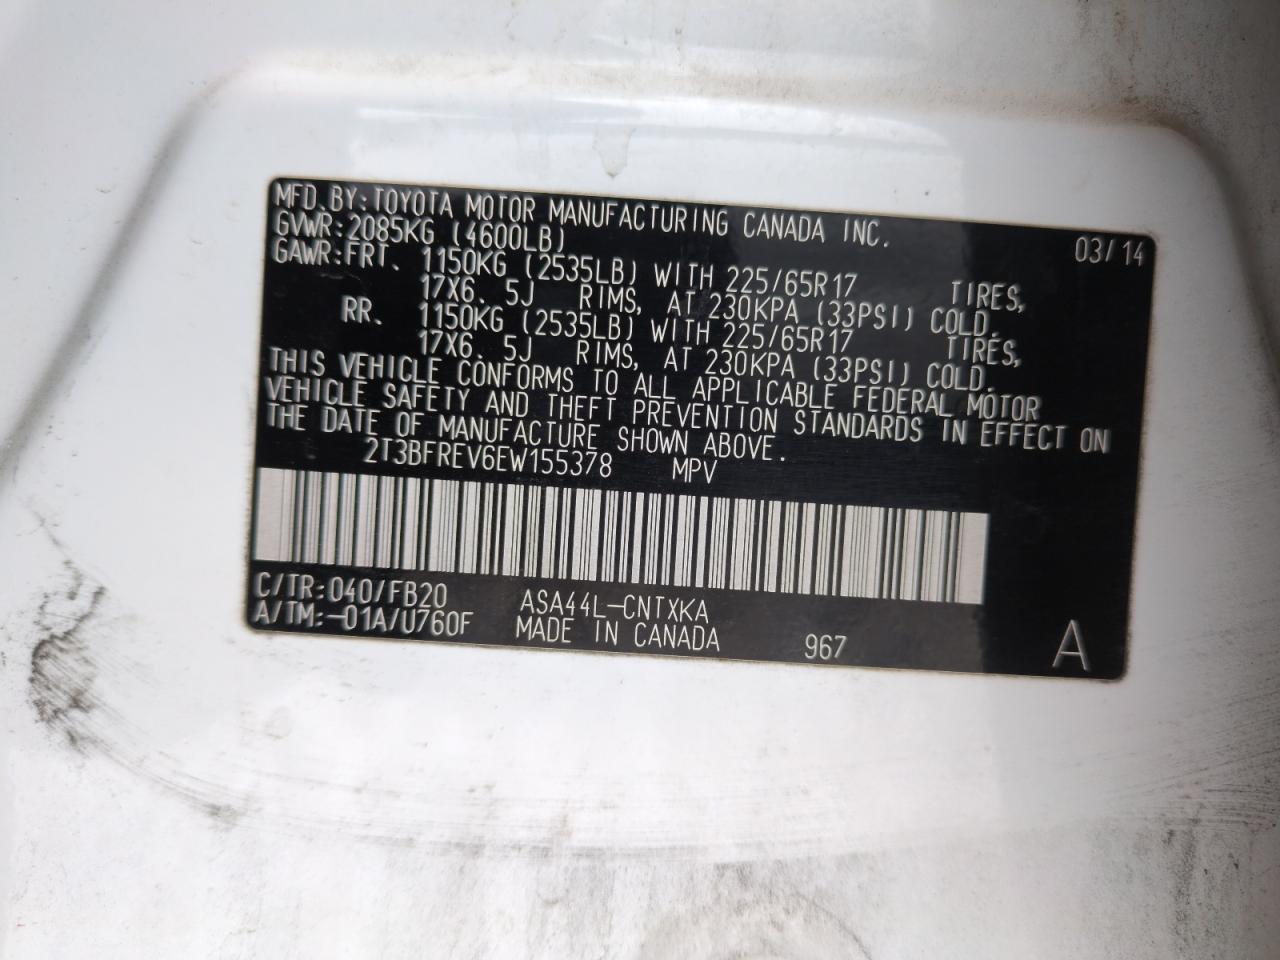 MFD. BY: TOYOTA MOTOR MANUFACTURING CANADA INC. 03/14
GVWR: 2085KG (4600LB)
GAWR: FRT. 1150KG (2535LB) WITH 225/65R17 TIRES,
17X6. 5J RIMS, AT 230KPA (33PSI) COLD.
RR. 1150KG (2535LB) WITH 225/65R17 TIRES,
17X6. 5J RIMS, AT 230KPA (33PSI) COLD.
THIS VEHICLE CONFORMS TO ALL APPLICABLE FEDERAL MOTOR
VEHICLE SAFETY AND THEFT PREVENTION STANDARDS IN EFFECT ON
THE DATE OF MANUFACTURE SHOWN ABOVE.
2T3BFREV6EW155378 MPV
C/TR: 040/FB20 ASA44L-CNTXKA
A/TM: -01A/U760F MADE IN CANADA 967 A